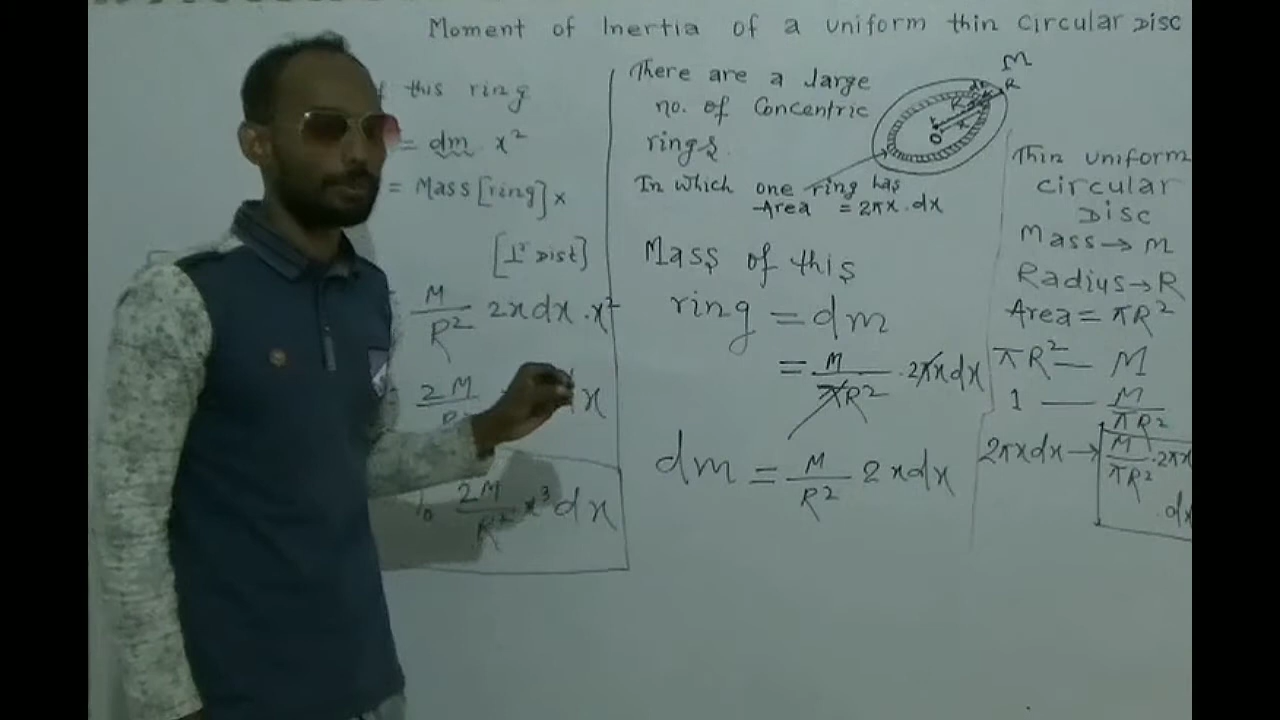 Moment of Inertia of a uniform thin circular Disc
this ring
= dm x²
= Mass [ring] ×
[⊥r Dist]
M/R² 2xdx · x²
2M x
2M/R² x³ dx
There are a large
no. of Concentric
rings.
In which one ring has
Area = 2πx · dx
Mass of this
ring = dm
= M/πR² · 2πxdx
dm = M/R² 2xdx
M
R
dx
R
x
O
Thin uniform
circular
Disc
Mass → M
Radius → R
Area = πR²
πR² — M
1 — M/πR²
2πxdx → M/πR² · 2πx
· dx